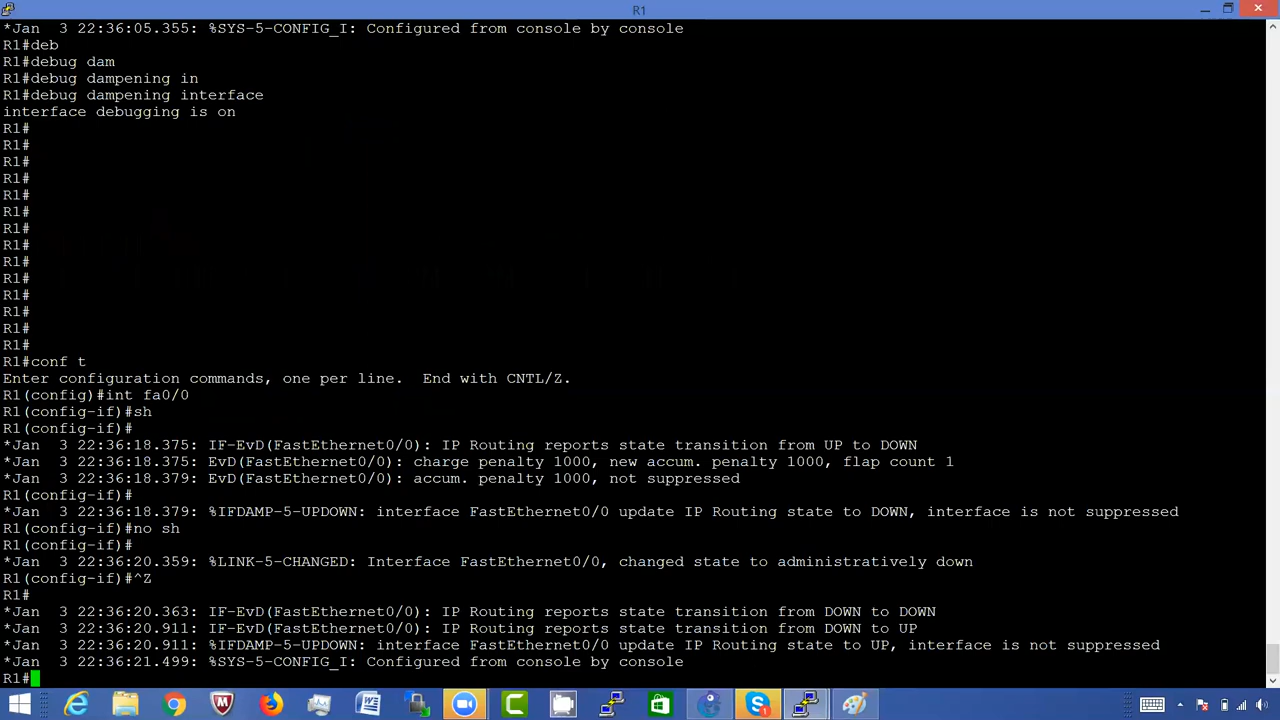 R1
*Jan  3 22:36:05.355: %SYS-5-CONFIG_I: Configured from console by console
R1#deb
R1#debug dam
R1#debug dampening in
R1#debug dampening interface
interface debugging is on
R1#
R1#
R1#
R1#
R1#
R1#
R1#
R1#
R1#
R1#
R1#
R1#
R1#
R1#
R1#conf t
Enter configuration commands, one per line.  End with CNTL/Z.
R1(config)#int fa0/0
R1(config-if)#sh
R1(config-if)#
*Jan  3 22:36:18.375: IF-EvD(FastEthernet0/0): IP Routing reports state transition from UP to DOWN
*Jan  3 22:36:18.375: EvD(FastEthernet0/0): charge penalty 1000, new accum. penalty 1000, flap count 1
*Jan  3 22:36:18.379: EvD(FastEthernet0/0): accum. penalty 1000, not suppressed
R1(config-if)#
*Jan  3 22:36:18.379: %IFDAMP-5-UPDOWN: interface FastEthernet0/0 update IP Routing state to DOWN, interface is not suppressed
R1(config-if)#no sh
R1(config-if)#
*Jan  3 22:36:20.359: %LINK-5-CHANGED: Interface FastEthernet0/0, changed state to administratively down
R1(config-if)#^Z
R1#
*Jan  3 22:36:20.363: IF-EvD(FastEthernet0/0): IP Routing reports state transition from DOWN to DOWN
*Jan  3 22:36:20.911: IF-EvD(FastEthernet0/0): IP Routing reports state transition from DOWN to UP
*Jan  3 22:36:20.911: %IFDAMP-5-UPDOWN: interface FastEthernet0/0 update IP Routing state to UP, interface is not suppressed
*Jan  3 22:36:21.499: %SYS-5-CONFIG_I: Configured from console by console
R1#